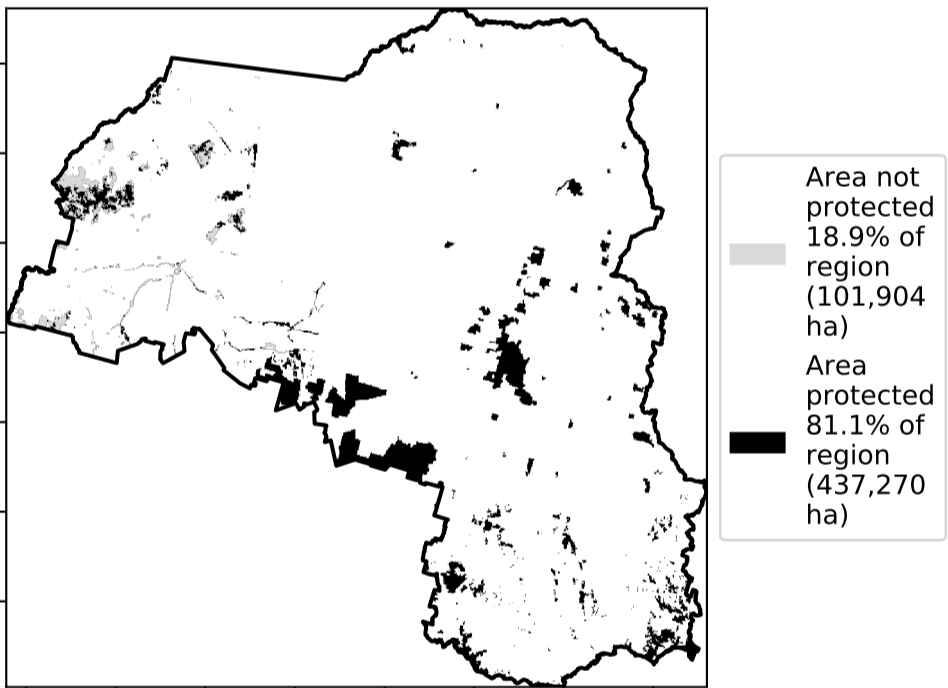 Area not
protected
18.9% of
region
(101,904
ha)
Area
protected
81.1% of
region
(437,270
ha)